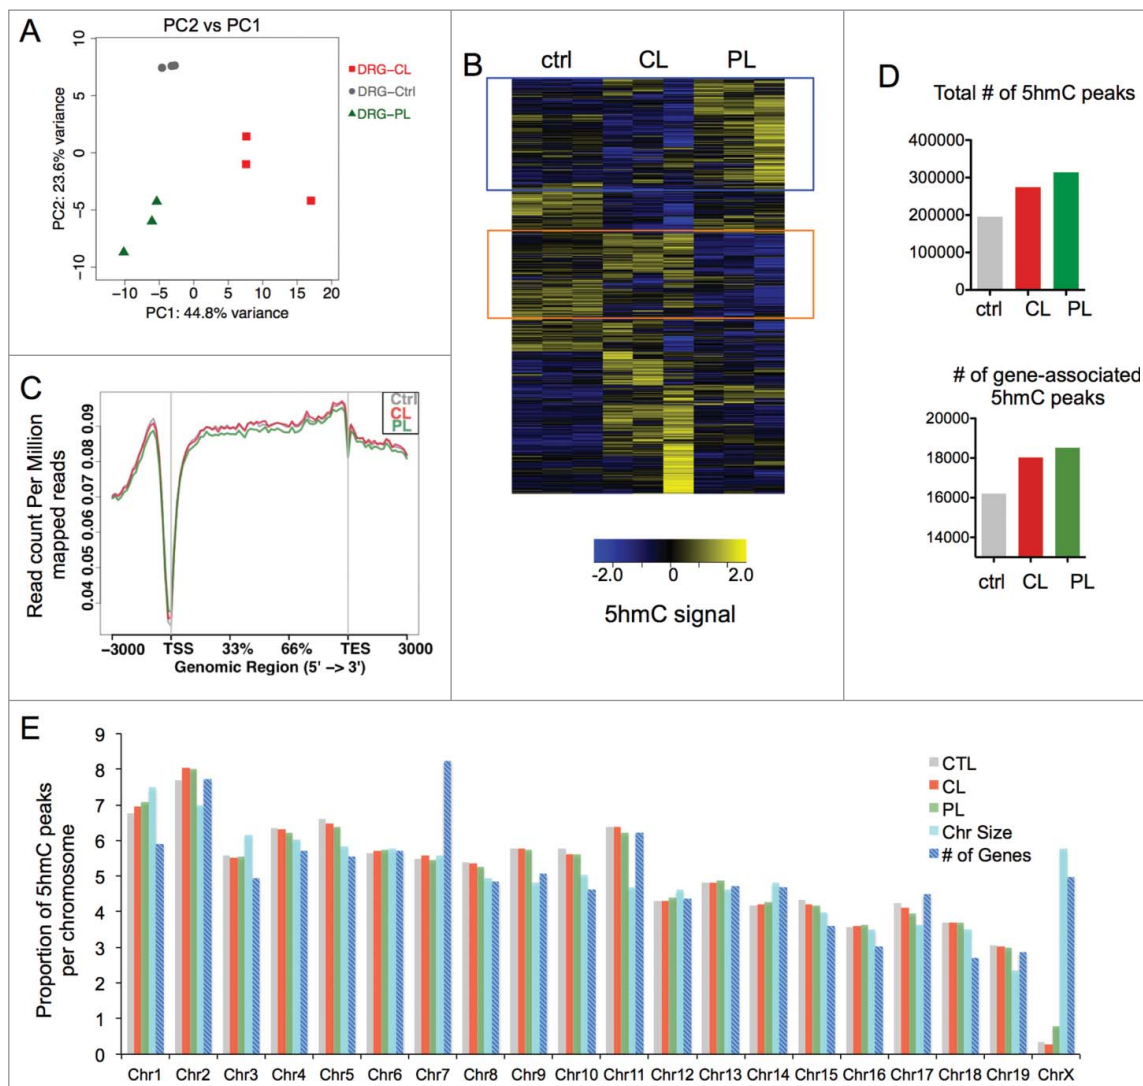 A
PC2 vs PC1
10
5
0
−5
−10
PC2: 23.6% variance
−10 −5 0 5 10 15 20
PC1: 44.8% variance
DRG−CL
DRG−Ctrl
DRG−PL
B
ctrl CL PL
-2.0 0 2.0
5hmC signal
C
Read count Per Million
mapped reads
0.09
0.08
0.07
0.06
0.05
0.04
Ctrl
CL
PL
−3000 TSS 33% 66% TES 3000
Genomic Region (5' −> 3')
D
Total # of 5hmC peaks
400000
300000
200000
100000
0
ctrl CL PL
# of gene-associated
5hmC peaks
20000
18000
16000
14000
ctrl CL PL
E
Proportion of 5hmC peaks
per chromosome
9
8
7
6
5
4
3
2
1
0
CTL
CL
PL
Chr Size
# of Genes
Chr1 Chr2 Chr3 Chr4 Chr5 Chr6 Chr7 Chr8 Chr9 Chr10 Chr11 Chr12 Chr13 Chr14 Chr15 Chr16 Chr17 Chr18 Chr19 ChrX